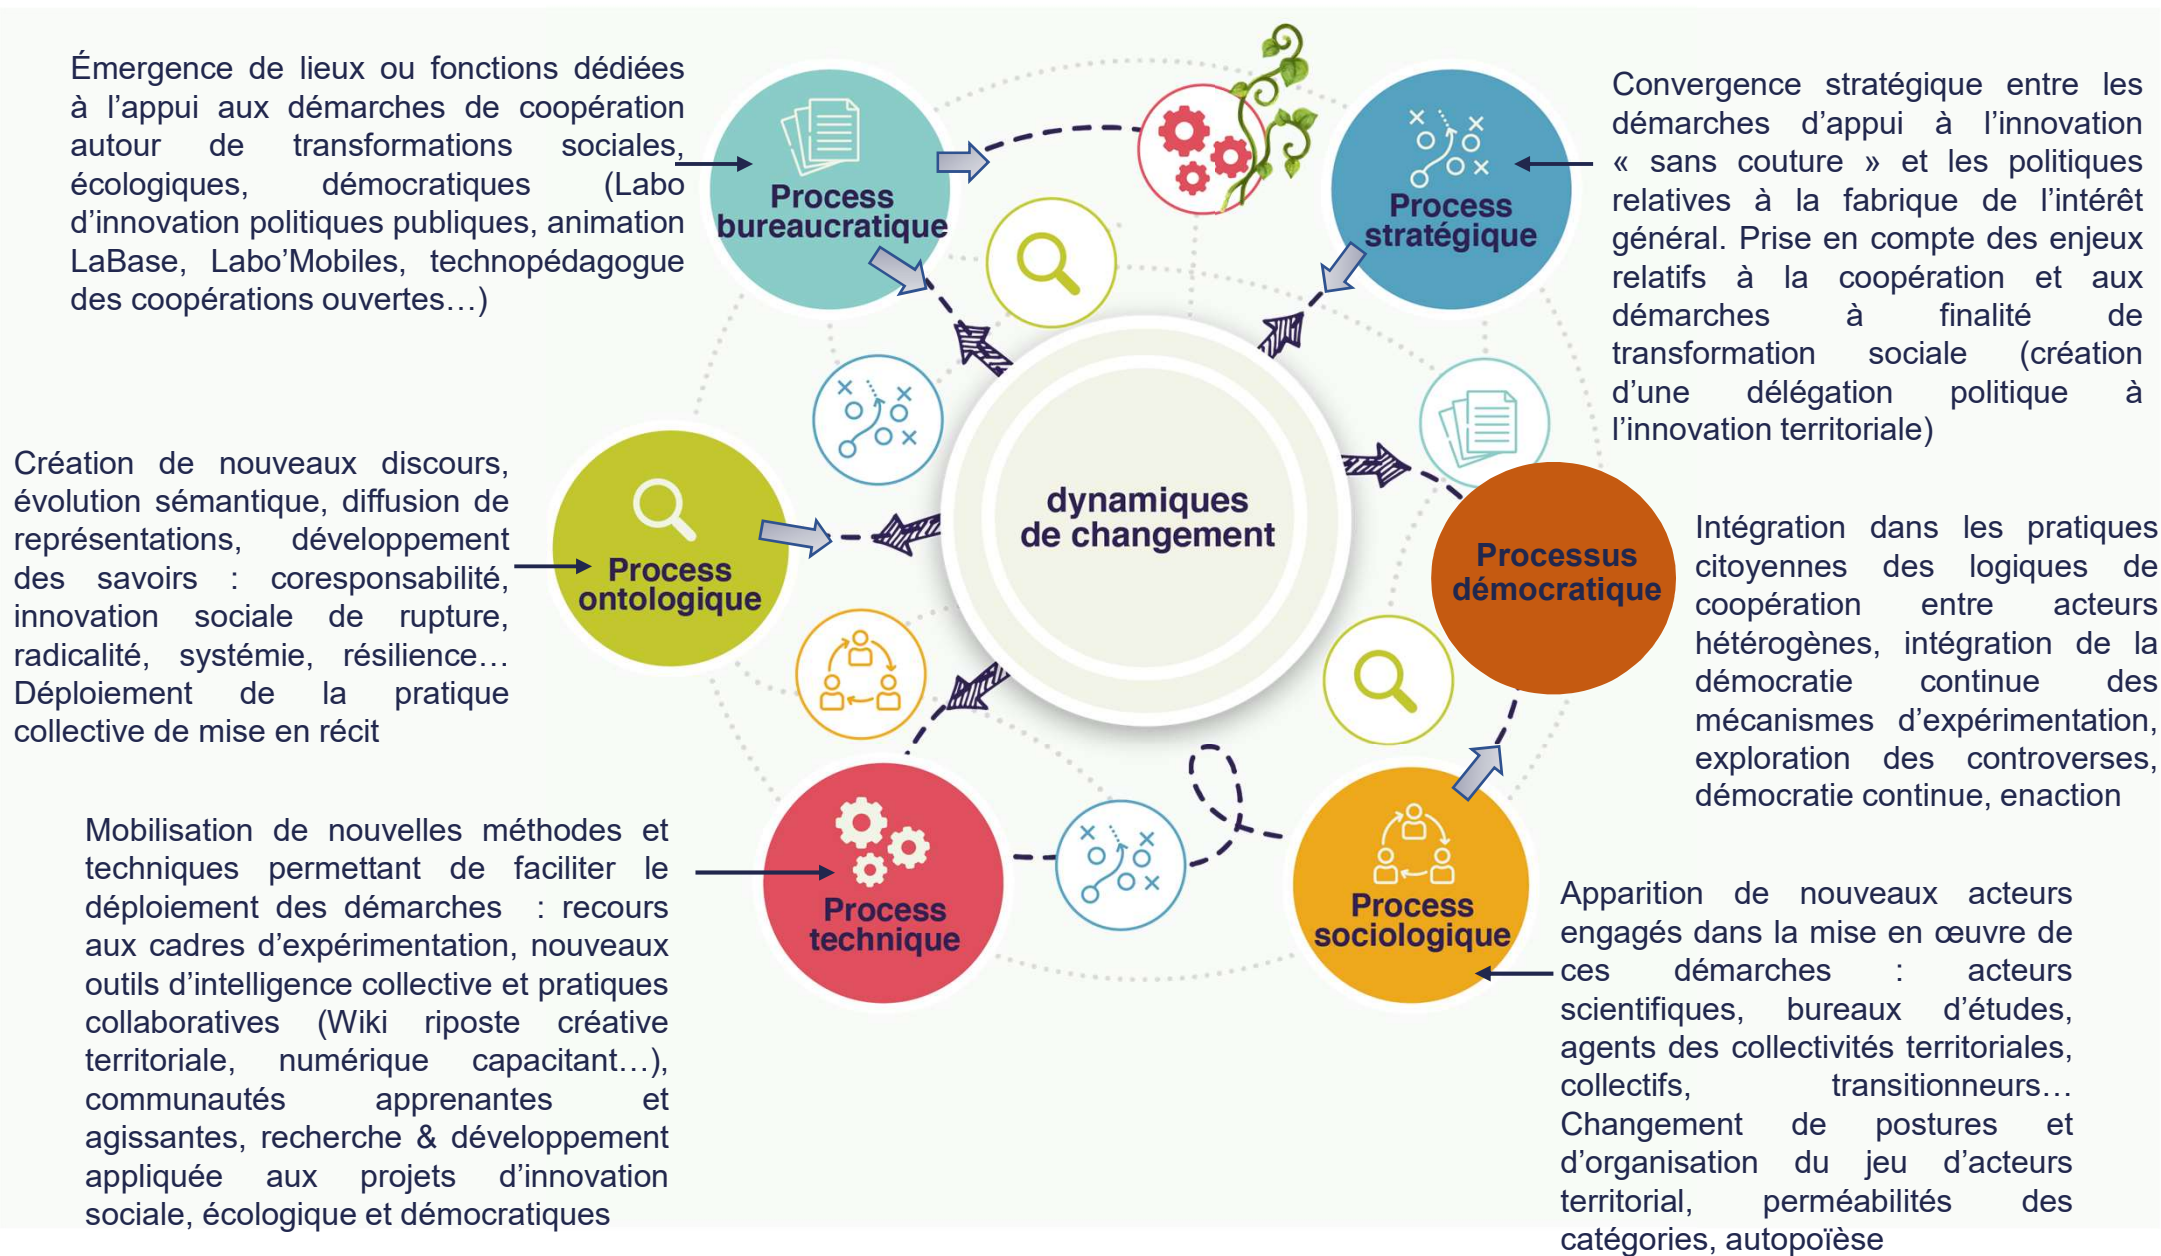 Émergence de lieux ou fonctions dédiées
à l’appui aux démarches de coopération
autour de transformations sociales,
écologiques, démocratiques (Labo
d’innovation politiques publiques, animation
LaBase, Labo’Mobiles, technopédagogue
des coopérations ouvertes…)
Process
bureaucratique
Process
stratégique
Convergence stratégique entre les
démarches d’appui à l’innovation
« sans couture » et les politiques
relatives à la fabrique de l’intérêt
général. Prise en compte des enjeux
relatifs à la coopération et aux
démarches à finalité de
transformation sociale (création
d’une délégation politique à
l’innovation territoriale)
Création de nouveaux discours,
évolution sémantique, diffusion de
représentations, développement
des savoirs : coresponsabilité,
innovation sociale de rupture,
radicalité, systémie, résilience…
Déploiement de la pratique
collective de mise en récit
Process
ontologique
dynamiques
de changement
Processus
démocratique
Intégration dans les pratiques
citoyennes des logiques de
coopération entre acteurs
hétérogènes, intégration de la
démocratie continue des
mécanismes d’expérimentation,
exploration des controverses,
démocratie continue, enaction
Mobilisation de nouvelles méthodes et
techniques permettant de faciliter le
déploiement des démarches : recours
aux cadres d’expérimentation, nouveaux
outils d’intelligence collective et pratiques
collaboratives (Wiki riposte créative
territoriale, numérique capacitant…),
communautés apprenantes et
agissantes, recherche & développement
appliquée aux projets d’innovation
sociale, écologique et démocratiques
Process
technique
Process
sociologique
Apparition de nouveaux acteurs
engagés dans la mise en œuvre de
ces démarches : acteurs
scientifiques, bureaux d’études,
agents des collectivités territoriales,
collectifs, transitionneurs…
Changement de postures et
d’organisation du jeu d’acteurs
territorial, perméabilités des
catégories, autopoïèse